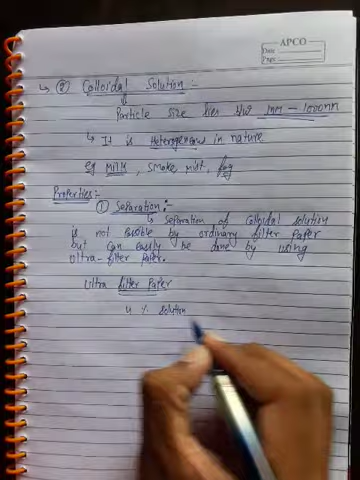 APCO
Date
Page
↳ ② Colloidal Solution :-
Particle size lies b/w 1nm - 1000nm
↳ It is Heterogeneous in nature
eg Milk, smoke mist, fog
Properties:-
① Separation:-
↳ Separation of Colloidal solution
is not possible by ordinary filter paper
but can easily be done by using
Ultra-filter paper.
Ultra filter paper
4 % solution